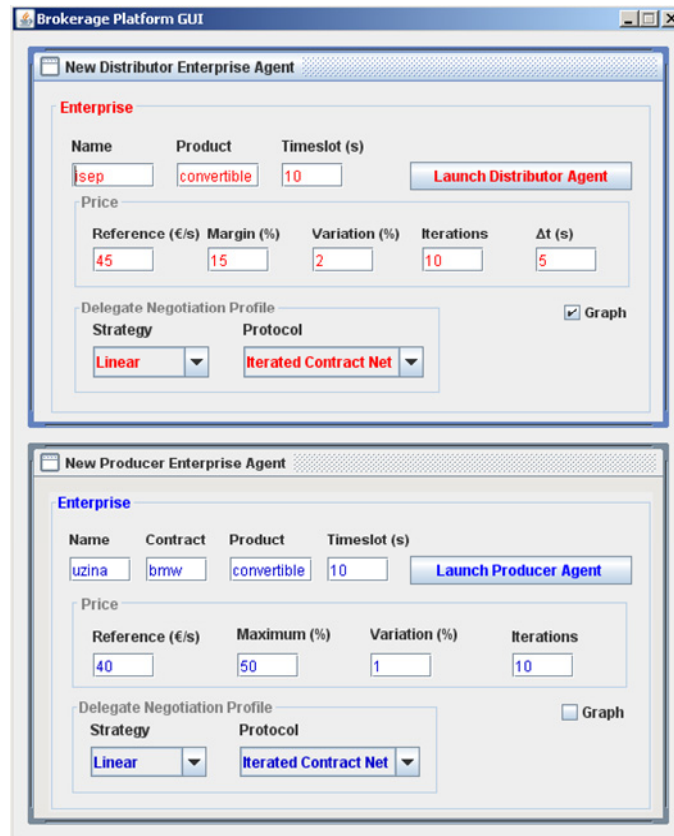 Brokerage Platform GUI
New Distributor Enterprise Agent
Enterprise
Name Product Timeslot (s)
isep convertible 10 Launch Distributor Agent
Price
Reference (€/s) Margin (%) Variation (%) Iterations Δt (s)
45 15 2 10 5
Delegate Negotiation Profile Graph
Strategy Protocol
Linear Iterated Contract Net
New Producer Enterprise Agent
Enterprise
Name Contract Product Timeslot (s)
uzina bmw convertible 10 Launch Producer Agent
Price
Reference (€/s) Maximum (%) Variation (%) Iterations
40 50 1 10
Delegate Negotiation Profile Graph
Strategy Protocol
Linear Iterated Contract Net